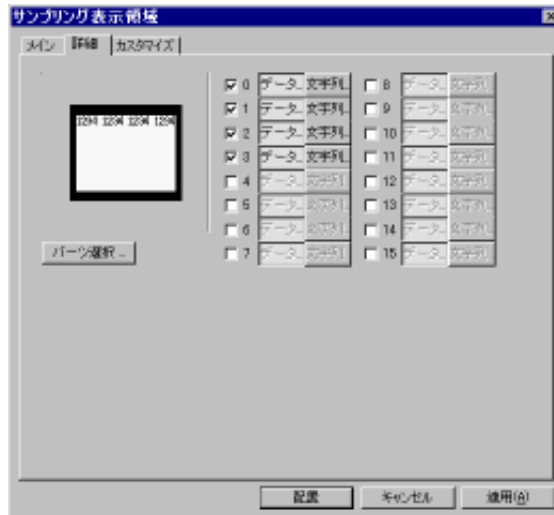 サンプリング表示領域
メイン 詳細 カスタマイズ
1234 1234 1234 1234
0 データ... 文字列... 8 データ... 文字列...
1 データ... 文字列... 9 データ... 文字列...
2 データ... 文字列... 10 データ... 文字列...
3 データ... 文字列... 11 データ... 文字列...
4 データ... 文字列... 12 データ... 文字列...
5 データ... 文字列... 13 データ... 文字列...
6 データ... 文字列... 14 データ... 文字列...
7 データ... 文字列... 15 データ... 文字列...
パーツ選択...
配置 キャンセル 適用(A)